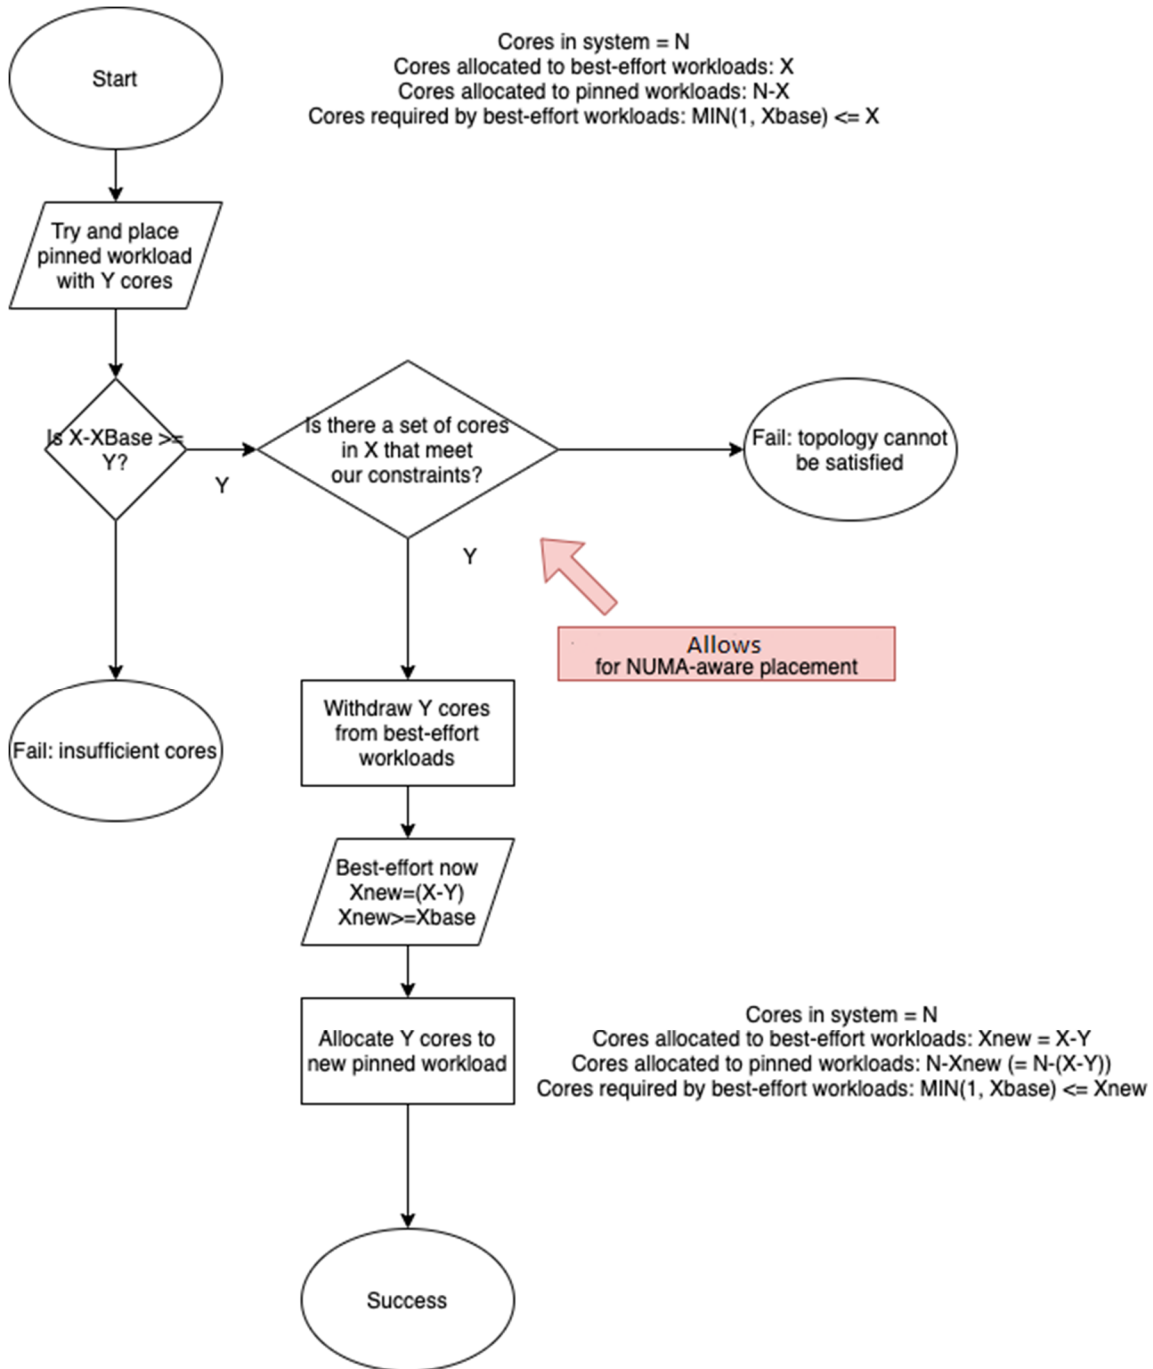 Start
Cores in system = N
Cores allocated to best-effort workloads: X
Cores allocated to pinned workloads: N-X
Cores required by best-effort workloads: MIN(1, Xbase) <= X
Try and place
pinned workload
with Y cores
Is X-XBase >=
Y?
Y
Is there a set of cores
in X that meet
our constraints?
Fail: topology cannot
be satisfied
Y
Allows
for NUMA-aware placement
Fail: insufficient cores
Withdraw Y cores
from best-effort
workloads
Best-effort now
Xnew=(X-Y)
Xnew>=Xbase
Allocate Y cores to
new pinned workload
Cores in system = N
Cores allocated to best-effort workloads: Xnew = X-Y
Cores allocated to pinned workloads: N-Xnew (= N-(X-Y))
Cores required by best-effort workloads: MIN(1, Xbase) <= Xnew
Success